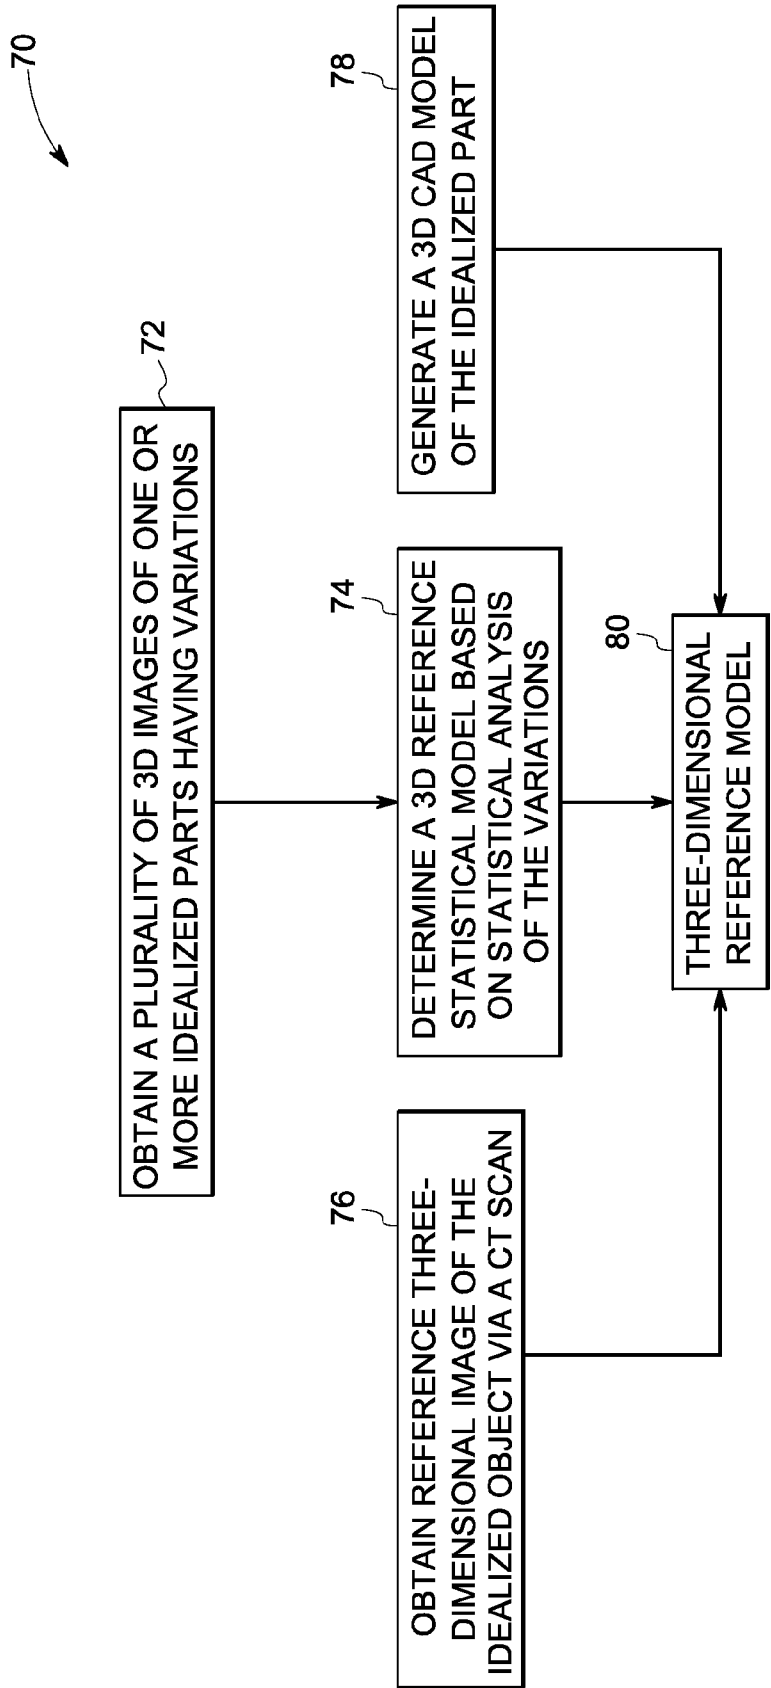 70
72
OBTAIN A PLURALITY OF 3D IMAGES OF ONE OR
MORE IDEALIZED PARTS HAVING VARIATIONS
76
OBTAIN REFERENCE THREE-
DIMENSIONAL IMAGE OF THE
IDEALIZED OBJECT VIA A CT SCAN
74
DETERMINE A 3D REFERENCE
STATISTICAL MODEL BASED
ON STATISTICAL ANALYSIS
OF THE VARIATIONS
78
GENERATE A 3D CAD MODEL
OF THE IDEALIZED PART
80
THREE-DIMENSIONAL
REFERENCE MODEL